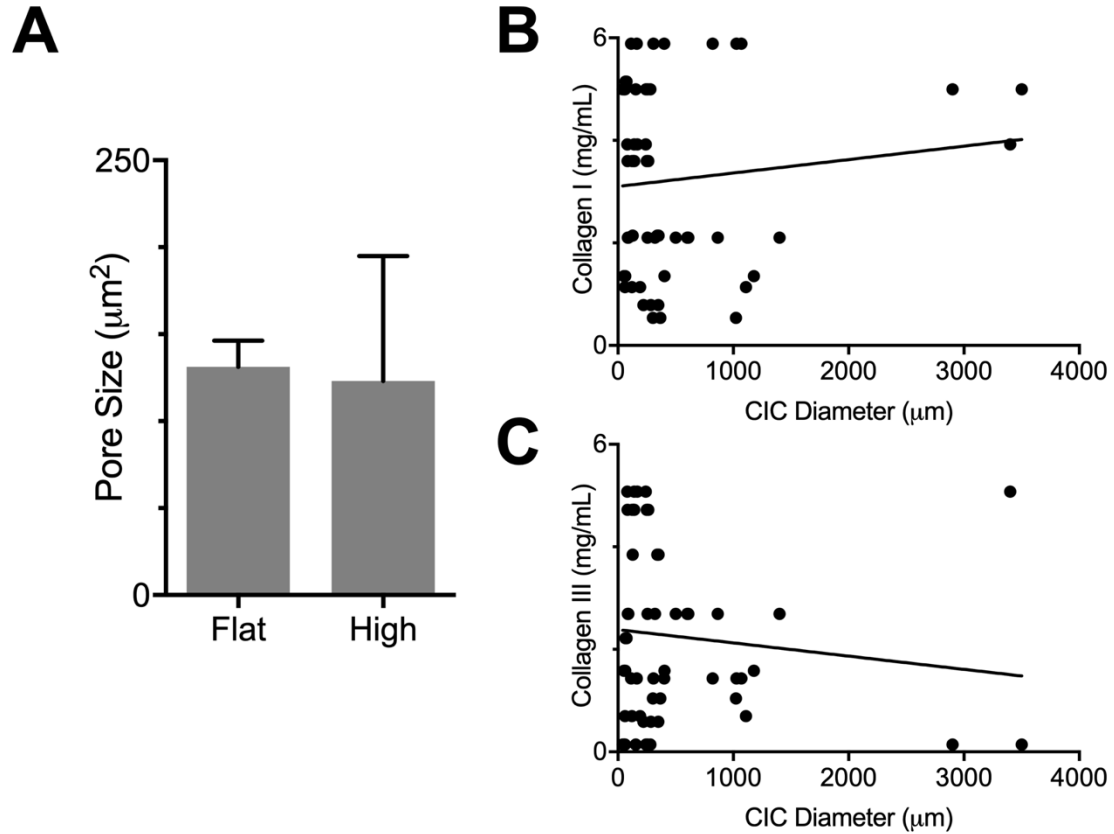 A
250
Pore Size (μm²)
0
Flat High
B
6
Collagen I (mg/mL)
0
0 1000 2000 3000 4000
CIC Diameter (μm)
C
6
Collagen III (mg/mL)
0
0 1000 2000 3000 4000
CIC Diameter (μm)